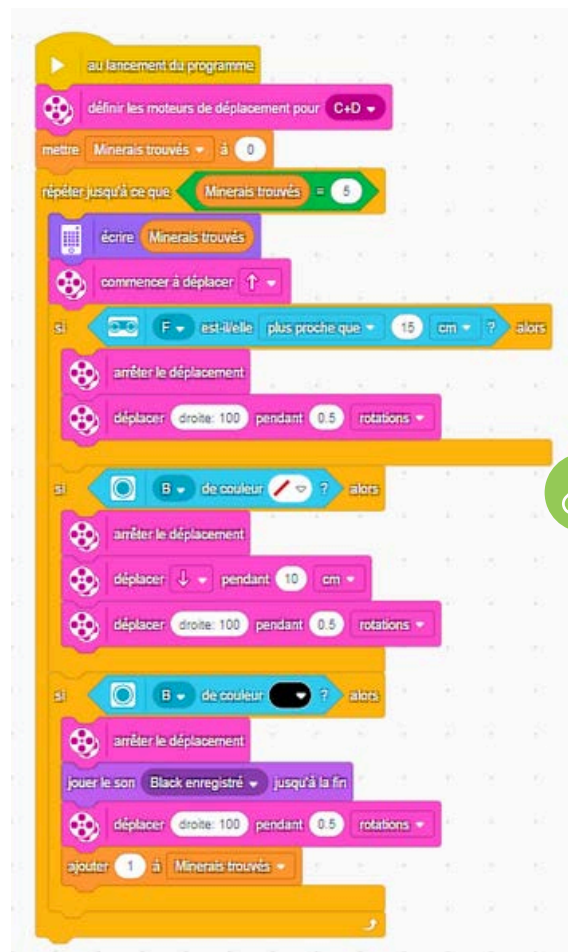 au lancement du programme
définir les moteurs de déplacement pour C+D
mettre Minerais trouvés à 0
répéter jusqu'à ce que Minerais trouvés = 5
écrire Minerais trouvés
commencer à déplacer
si F est-il/elle plus proche que 15 cm ? alors
arrêter le déplacement
déplacer droite: 100 pendant 0.5 rotations
si B de couleur ? alors
arrêter le déplacement
déplacer pendant 10 cm
déplacer droite: 100 pendant 0.5 rotations
si B de couleur ? alors
arrêter le déplacement
jouer le son Black enregistré jusqu'à la fin
déplacer droite: 100 pendant 0.5 rotations
ajouter 1 à Minerais trouvés